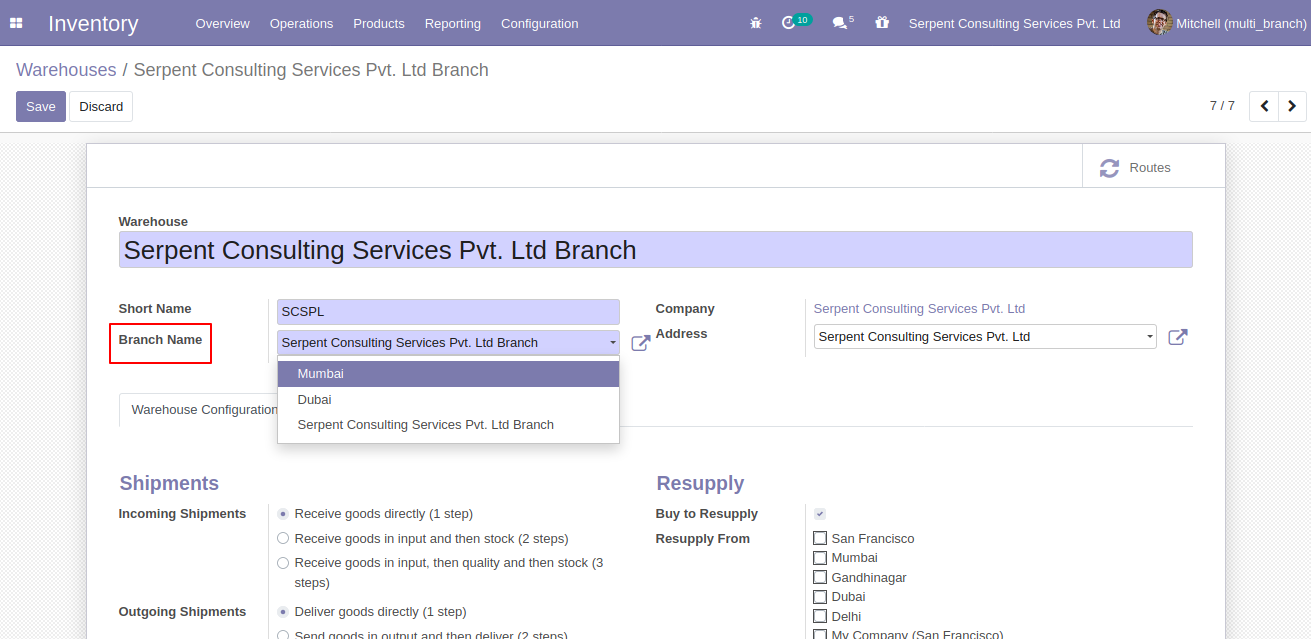 Inventory Overview Operations Products Reporting Configuration 10 5 Serpent Consulting Services Pvt. Ltd Mitchell (multi_branch)
Warehouses / Serpent Consulting Services Pvt. Ltd Branch
Save Discard 7 / 7
Routes
Warehouse
Serpent Consulting Services Pvt. Ltd Branch
Short Name SCSPL
Branch Name Serpent Consulting Services Pvt. Ltd Branch
Mumbai
Dubai
Serpent Consulting Services Pvt. Ltd Branch
Company Serpent Consulting Services Pvt. Ltd
Address Serpent Consulting Services Pvt. Ltd
Warehouse Configuration
Shipments
Incoming Shipments Receive goods directly (1 step)
Receive goods in input and then stock (2 steps)
Receive goods in input, then quality and then stock (3
steps)
Outgoing Shipments Deliver goods directly (1 step)
Send goods in output and then deliver (2 steps)
Resupply
Buy to Resupply
Resupply From San Francisco
Mumbai
Gandhinagar
Dubai
Delhi
My Company (San Francisco)